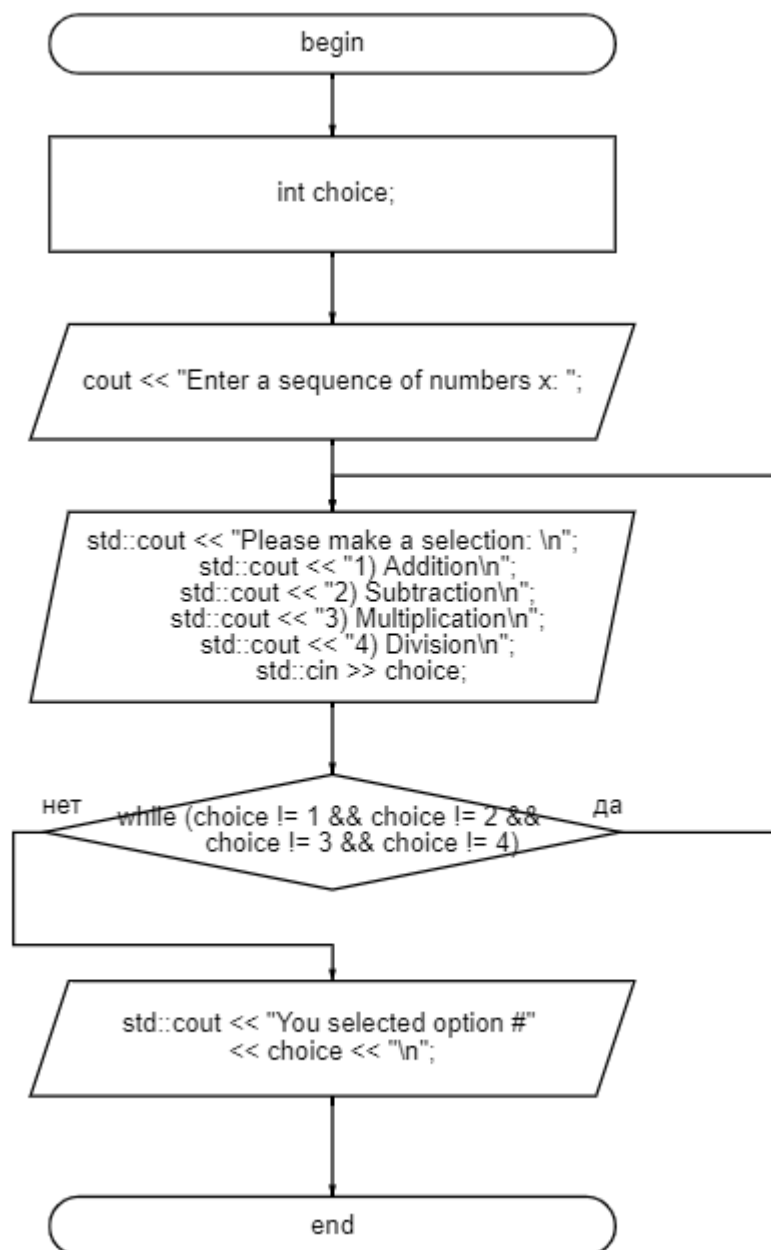 begin
int choice;
cout << "Enter a sequence of numbers x: ";
std::cout << "Please make a selection: \n";
std::cout << "1) Addition\n";
std::cout << "2) Subtraction\n";
std::cout << "3) Multiplication\n";
std::cout << "4) Division\n";
std::cin >> choice;
нет
while (choice != 1 && choice != 2 &&
choice != 3 && choice != 4)
да
std::cout << "You selected option #"
<< choice << "\n";
end